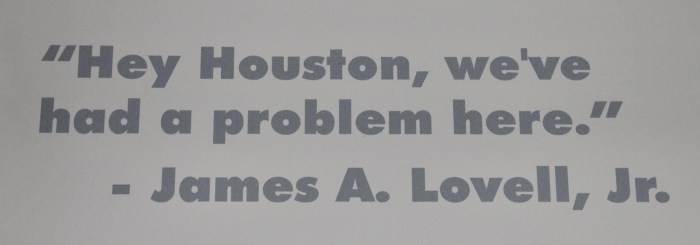 “Hey Houston, we've
had a problem here.”
- James A. Lovell, Jr.